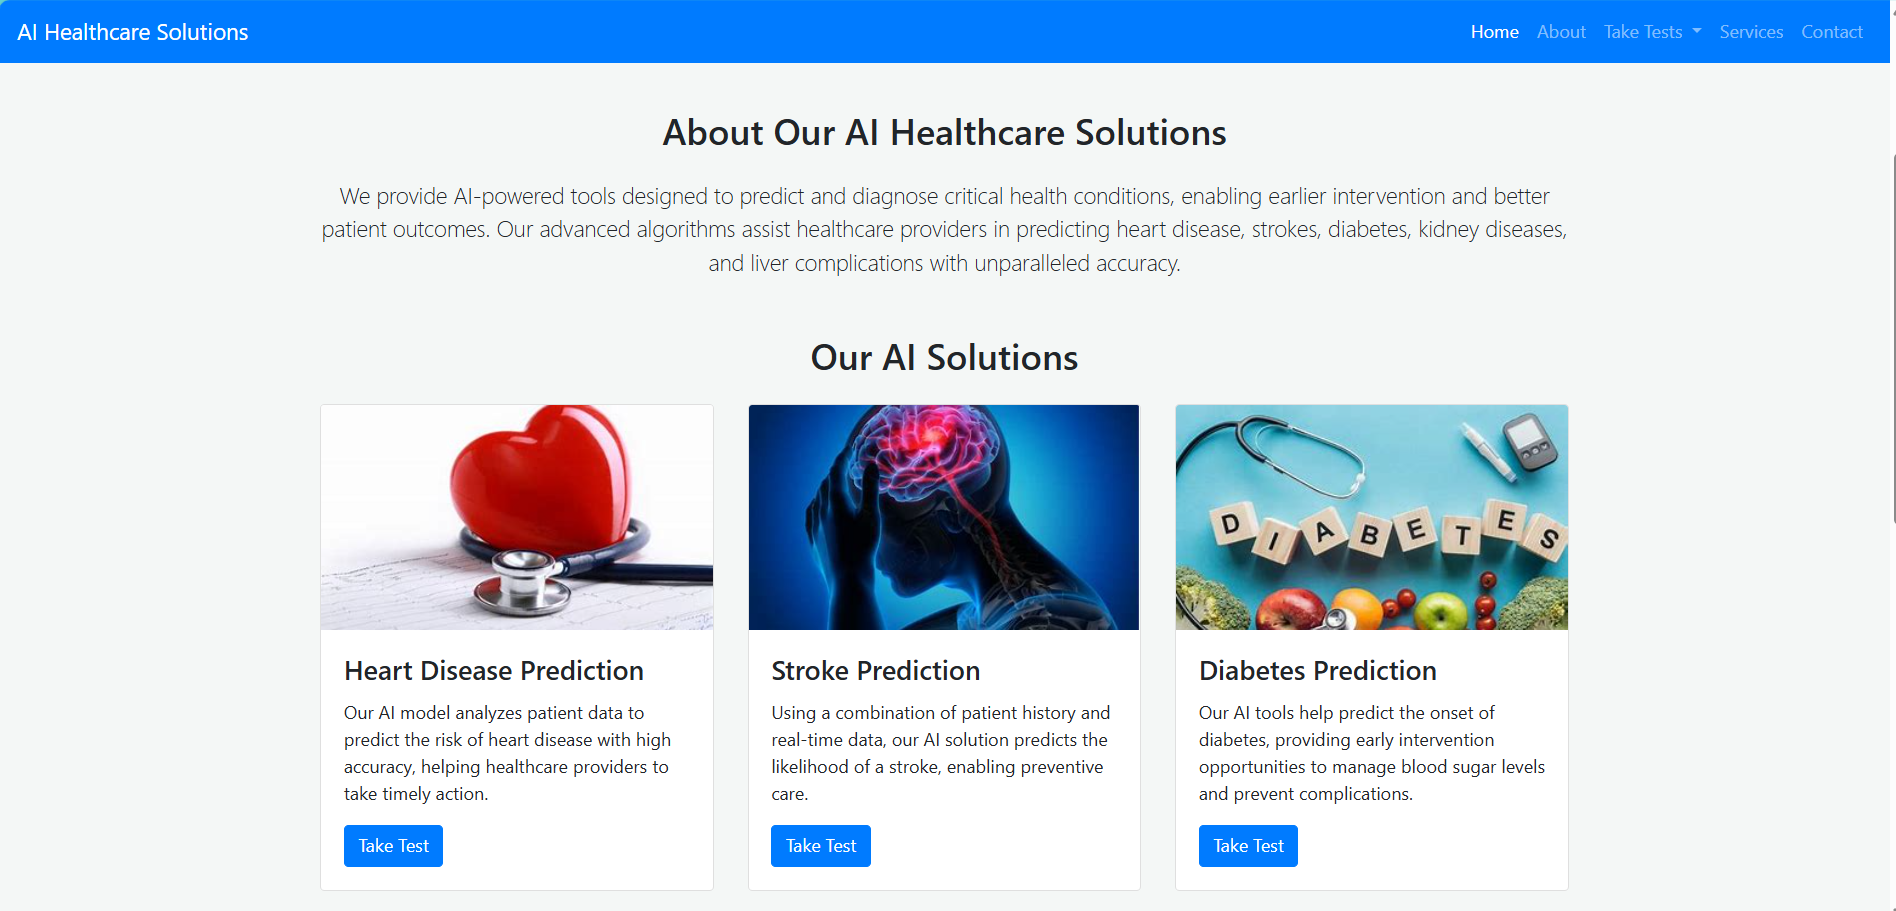 AI Healthcare Solutions
Home About Take Tests Services Contact
About Our AI Healthcare Solutions
We provide AI-powered tools designed to predict and diagnose critical health conditions, enabling earlier intervention and better
patient outcomes. Our advanced algorithms assist healthcare providers in predicting heart disease, strokes, diabetes, kidney diseases,
and liver complications with unparalleled accuracy.
Our AI Solutions
DIABETES
Heart Disease Prediction
Our AI model analyzes patient data to
predict the risk of heart disease with high
accuracy, helping healthcare providers to
take timely action.
Take Test
Stroke Prediction
Using a combination of patient history and
real-time data, our AI solution predicts the
likelihood of a stroke, enabling preventive
care.
Take Test
Diabetes Prediction
Our AI tools help predict the onset of
diabetes, providing early intervention
opportunities to manage blood sugar levels
and prevent complications.
Take Test